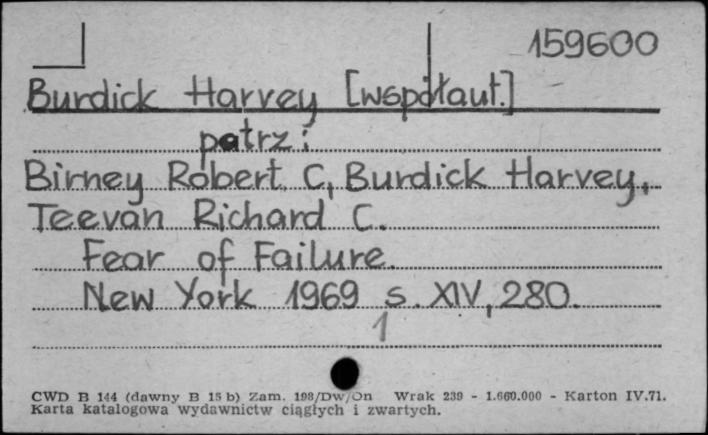 159600
Burdick Harvey [współaut.]
patrz:
Birney Robert C, Burdick Harvey,
Teevan Richard C.
Fear of Failure.
New York 1969 s. XIV, 280.
1
CWD B 144 (dawny B 15 b) Zam. 198/Dw/On Wrak 239 - 1.660.000 - Karton IV.71.
Karta katalogowa wydawnictw ciągłych i zwartych.